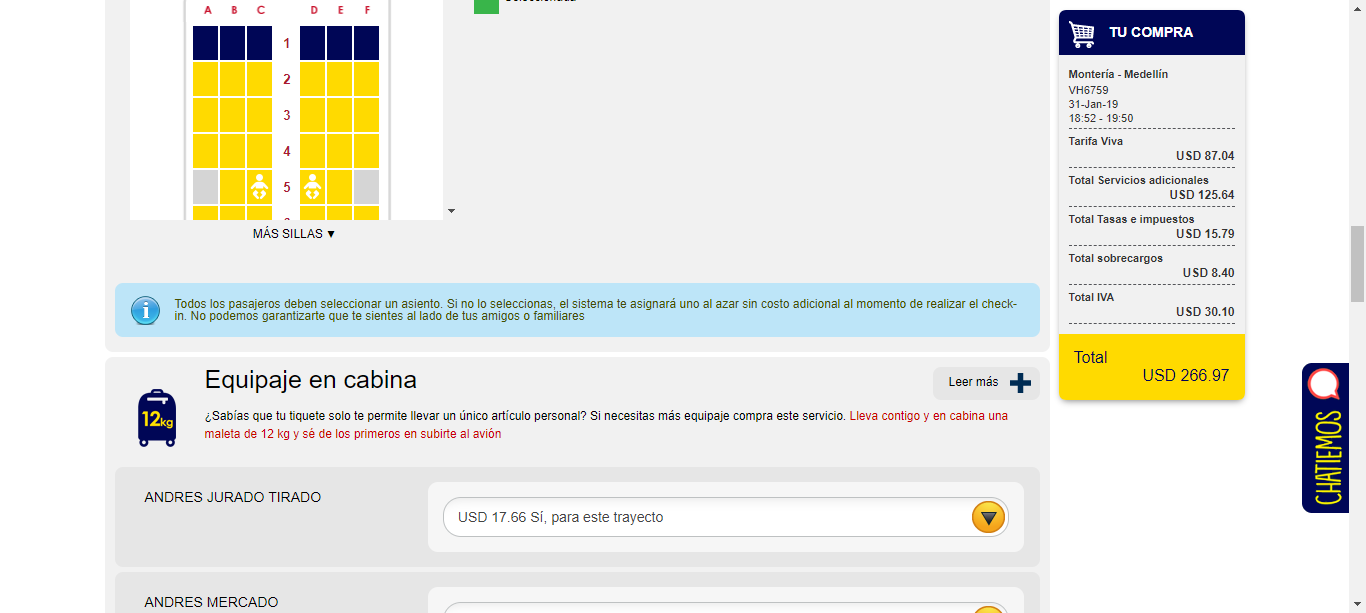 A B C D E F
1
2
3
4
5
MÁS SILLAS ▼
Todos los pasajeros deben seleccionar un asiento. Si no lo seleccionas, el sistema te asignará uno al azar sin costo adicional al momento de realizar el check-
in. No podemos garantizarte que te sientes al lado de tus amigos o familiares
12kg
Equipaje en cabina
Leer más
¿Sabías que tu tiquete solo te permite llevar un único artículo personal? Si necesitas más equipaje compra este servicio. Lleva contigo y en cabina una
maleta de 12 kg y sé de los primeros en subirte al avión
ANDRES JURADO TIRADO
USD 17.66 Sí, para este trayecto
ANDRES MERCADO
TU COMPRA
Montería - Medellín
VH6759
31-Jan-19
18:52 - 19:50
Tarifa Viva
USD 87.04
Total Servicios adicionales
USD 125.64
Total Tasas e impuestos
USD 15.79
Total sobrecargos
USD 8.40
Total IVA
USD 30.10
Total
USD 266.97
CHATIEMOS